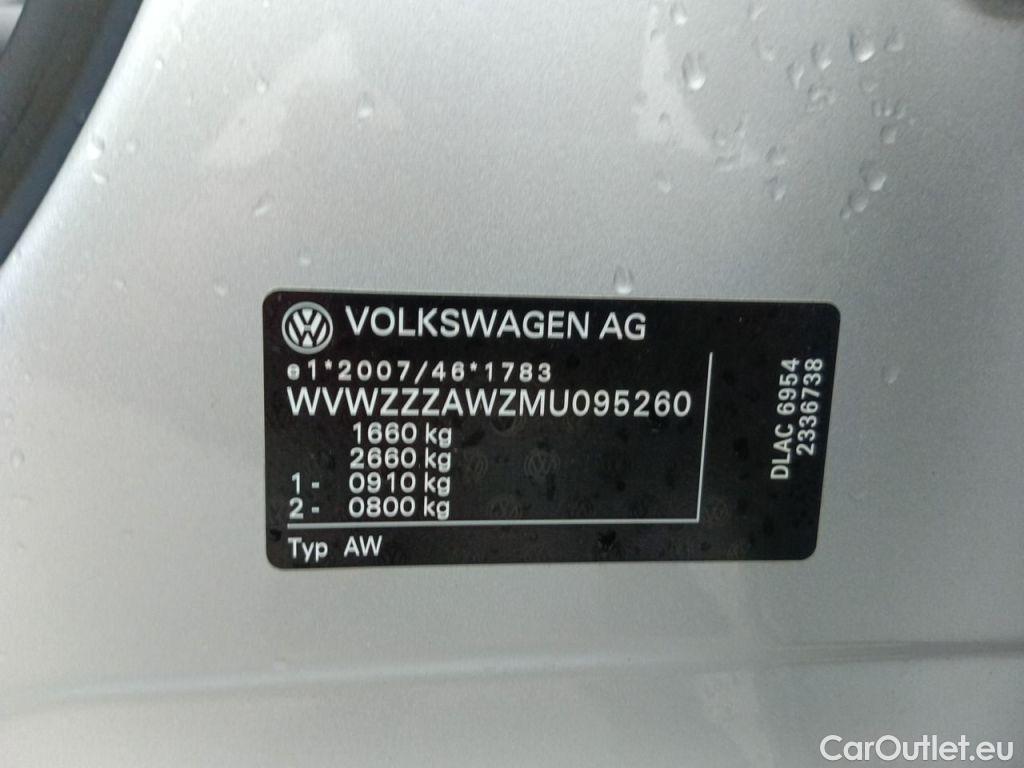 VOLKSWAGEN AG
e1*2007/46*1783
WVWZZZAWZMU095260
1660 kg
2660 kg
1- 0910 kg
2- 0800 kg
Typ AW
DLAC 6954
2336738
CarOutlet.eu